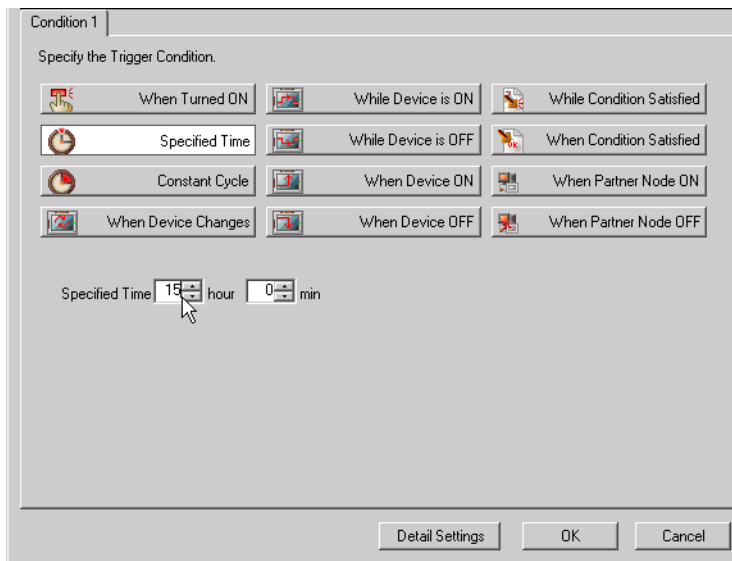 Condition 1
Specify the Trigger Condition.
When Turned ON
While Device is ON
While Condition Satisfied
Specified Time
While Device is OFF
When Condition Satisfied
Constant Cycle
When Device ON
When Partner Node ON
When Device Changes
When Device OFF
When Partner Node OFF
Specified Time 15 hour 0 min
Detail Settings
OK
Cancel